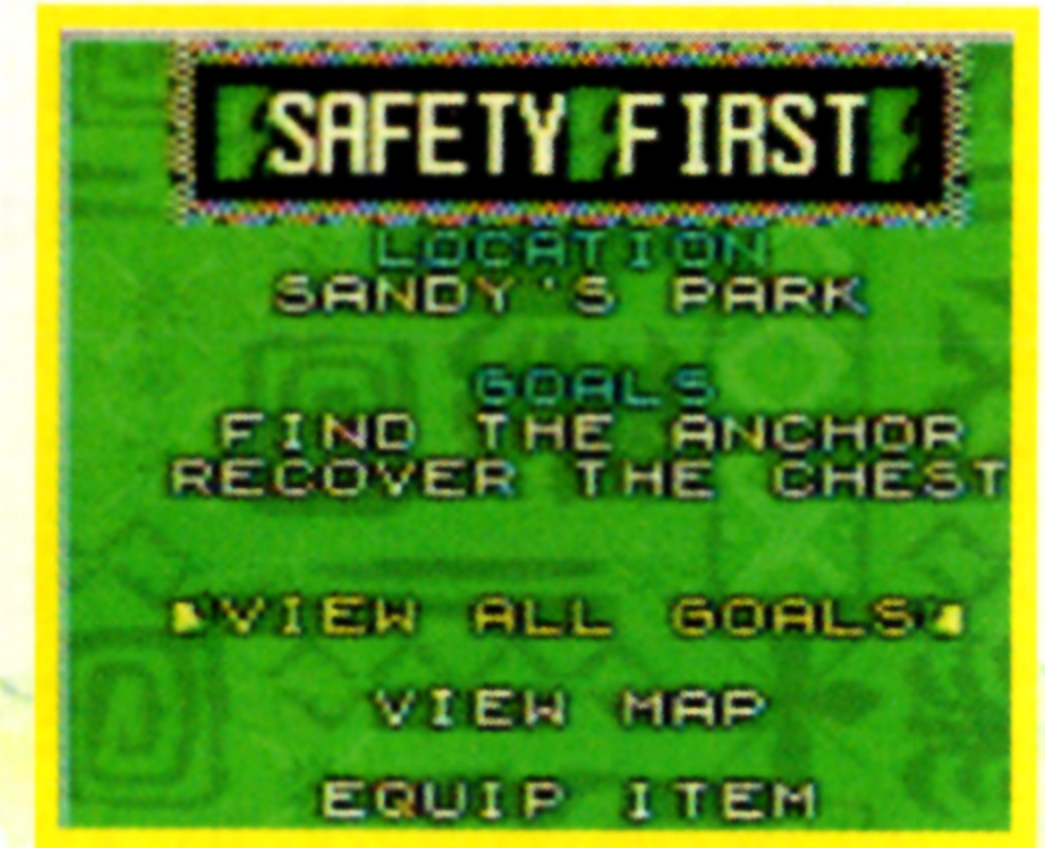 SAFETY FIRST
LOCATION
SANDY'S PARK
GOALS
FIND THE ANCHOR
RECOVER THE CHEST
VIEW ALL GOALS
VIEW MAP
EQUIP ITEM